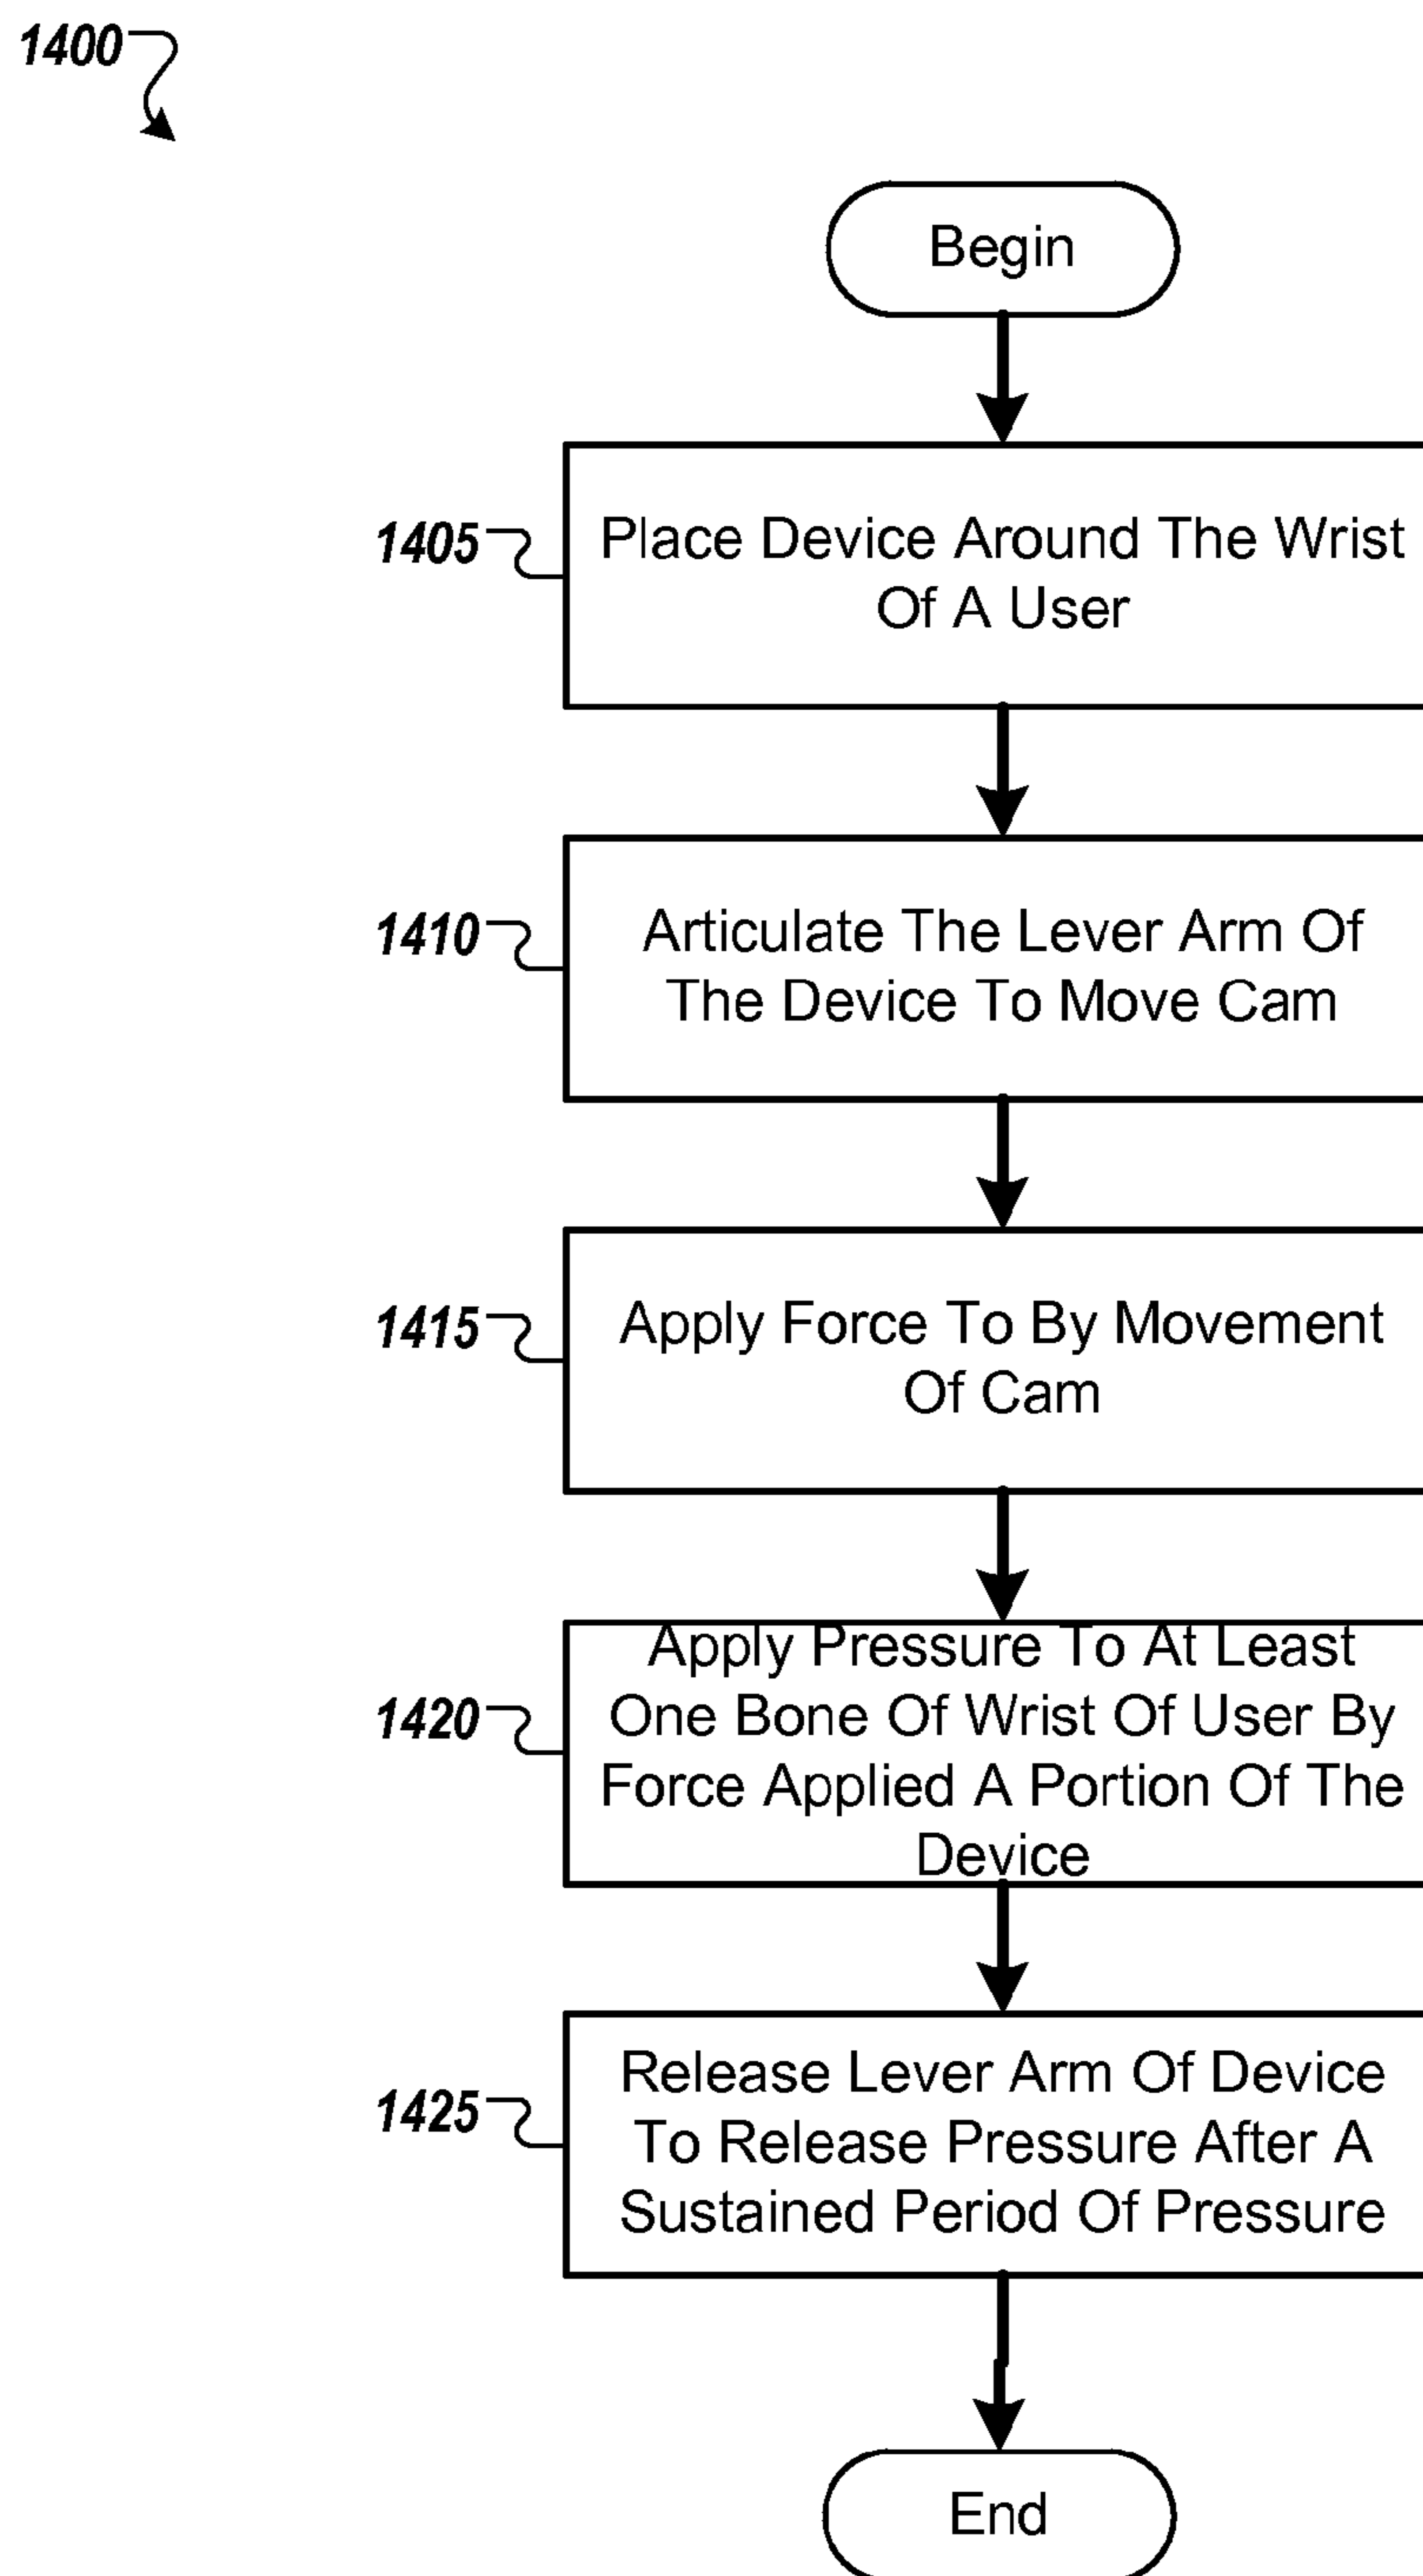 1400
Begin
1405
Place Device Around The Wrist
Of A User
1410
Articulate The Lever Arm Of
The Device To Move Cam
1415
Apply Force To By Movement
Of Cam
1420
Apply Pressure To At Least
One Bone Of Wrist Of User By
Force Applied A Portion Of The
Device
1425
Release Lever Arm Of Device
To Release Pressure After A
Sustained Period Of Pressure
End